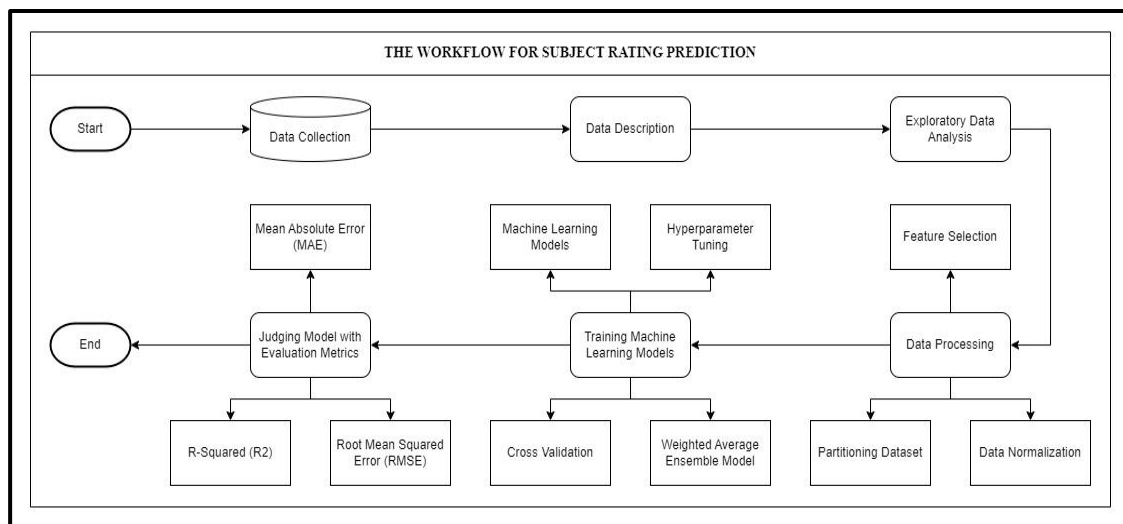 THE WORKFLOW FOR SUBJECT RATING PREDICTION
Start
Data Collection
Data Description
Exploratory Data
Analysis
Mean Absolute Error
(MAE)
Machine Learning
Models
Hyperparameter
Tuning
Feature Selection
End
Judging Model with
Evaluation Metrics
Training Machine
Learning Models
Data Processing
R-Squared (R2)
Root Mean Squared
Error (RMSE)
Cross Validation
Weighted Average
Ensemble Model
Partitioning Dataset
Data Normalization